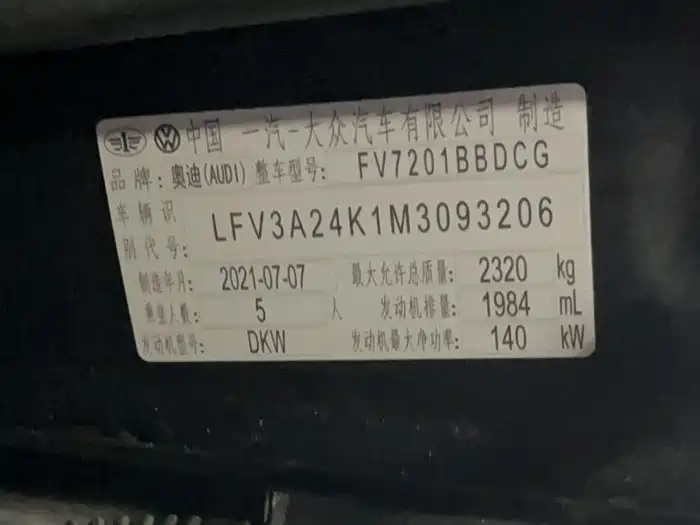 中国 一汽-大众汽车有限公司 制造
品牌: 奥迪(AUDI) 整车型号: FV7201BBDCG
车辆识 LFV3A24K1M3093206
别代号:
制造年月: 2021-07-07 最大允许总质量: 2320 kg
乘坐人数: 5 人 发动机排量: 1984 mL
发动机型号: DKW 发动机最大净功率: 140 kW